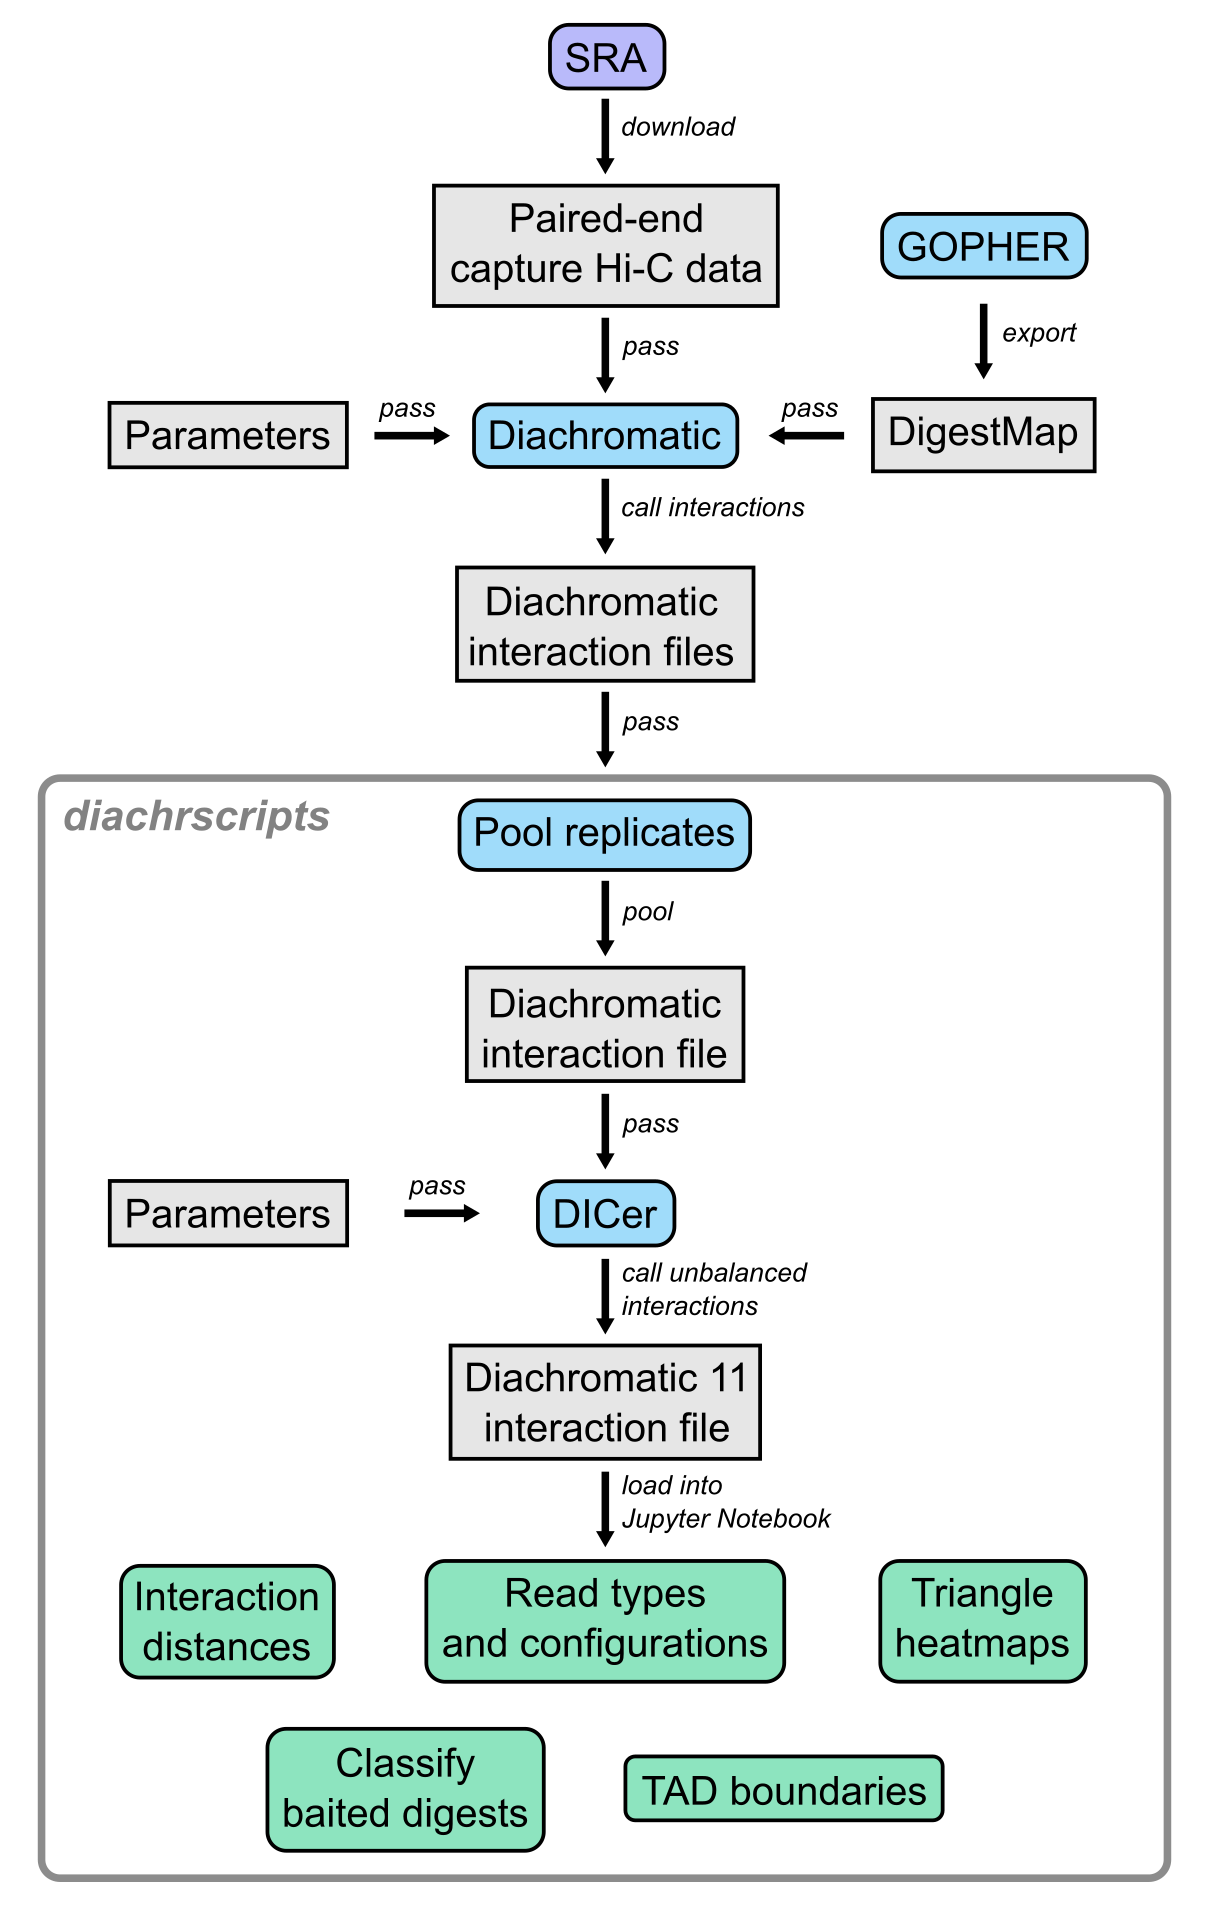 SRA
download
Paired-end
capture Hi-C data
GOPHER
pass
export
Parameters
pass
Diachromatic
pass
DigestMap
call interactions
Diachromatic
interaction files
pass
diachrscripts
Pool replicates
pool
Diachromatic
interaction file
pass
Parameters
pass
DICer
call unbalanced
interactions
Diachromatic 11
interaction file
load into
Jupyter Notebook
Interaction
distances
Read types
and configurations
Triangle
heatmaps
Classify
baited digests
TAD boundaries